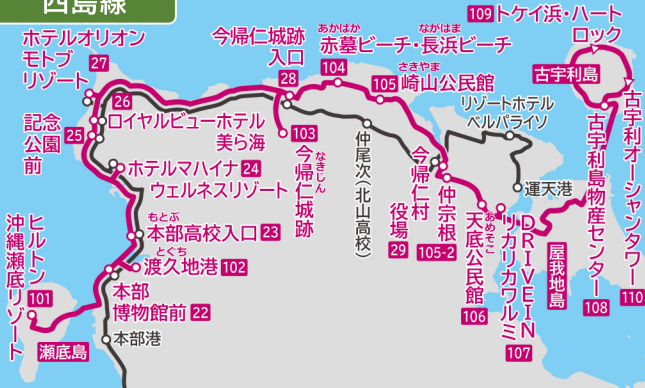 四島線
ホテルオリオン
モトブ
リゾート
27
26
ロイヤルビューホテル
美ら海
記念
公園
前
25
ホテルマハイナ 24
ウェルネスリゾート
もとぶ
本部高校入口 23
とぐち
渡久地港 102
本部
博物館前 22
本部港
ヒルトン
沖縄瀬底リゾート
101
瀬底島
今帰仁城跡
入口
28
103
なきじん
今帰仁城跡
あかばか
赤墓ビーチ・
ながはま
長浜ビーチ
104
さきやま
105 崎山公民館
仲尾次(北山高校)
今帰仁村
役場
29
仲宗根
105-2
リゾートホテル
ベルパライソ
運天港
あめそこ
天底公民館
106
DRIVE IN
リカリカワルミ
107
屋我地島
109 トケイ浜・ハート
ロック
古宇利島
古宇利島物産センター
108
古宇利オーシャンタワー
110